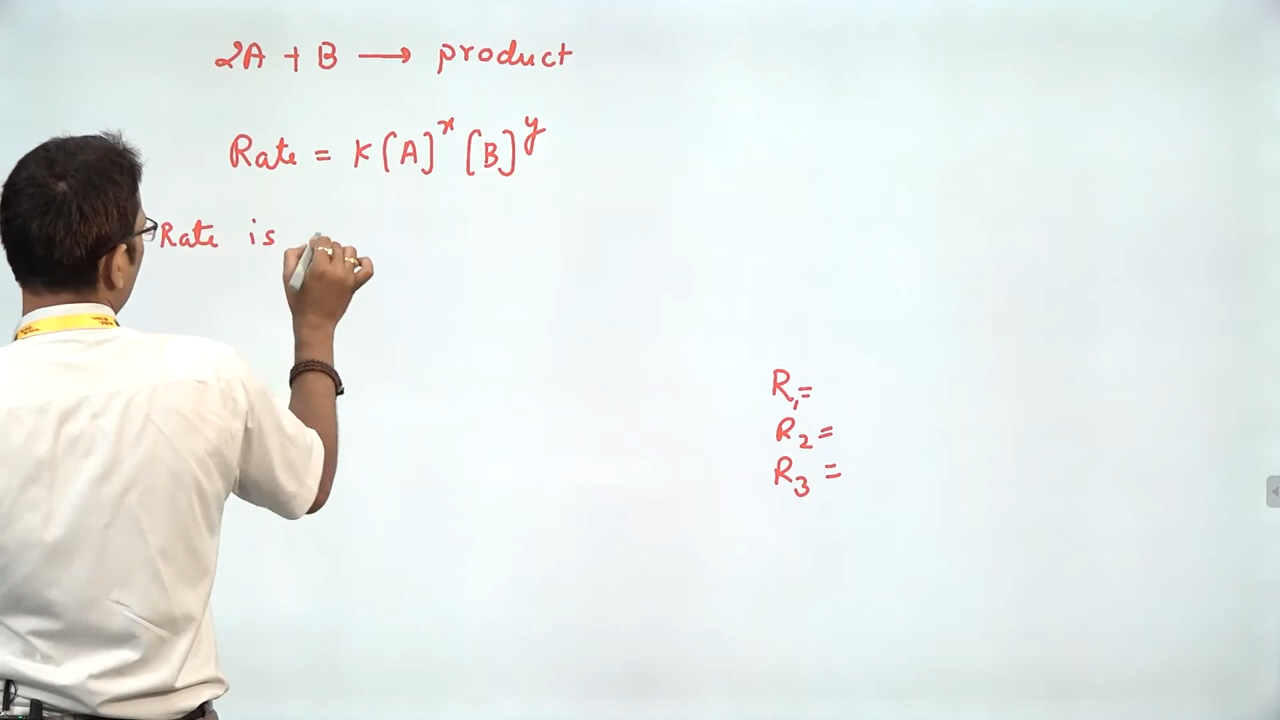 2A + B ⟶ product
Rate = K[A]^x [B]^y
Rate is
R₁=
R₂=
R₃ =